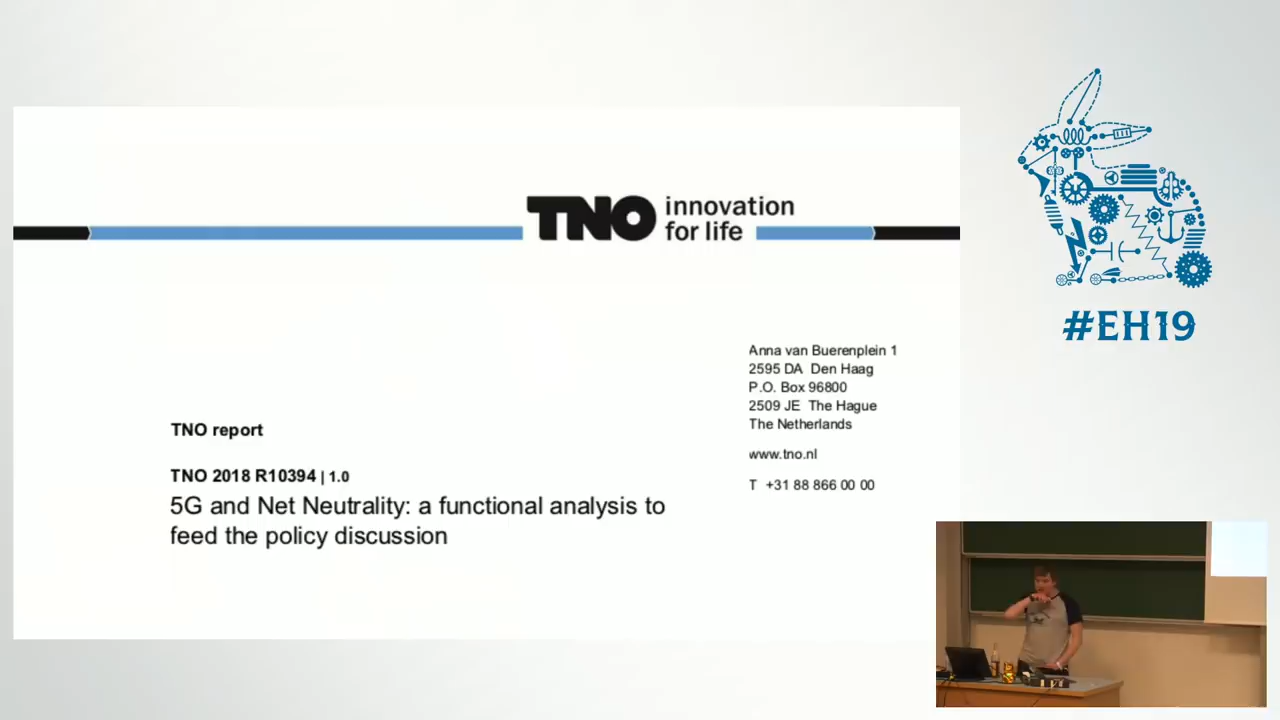 TNO innovation
for life
Anna van Buerenplein 1
2595 DA Den Haag
P.O. Box 96800
2509 JE The Hague
The Netherlands
www.tno.nl
T +31 88 866 00 00
TNO report
TNO 2018 R10394 | 1.0
5G and Net Neutrality: a functional analysis to
feed the policy discussion
#EH19